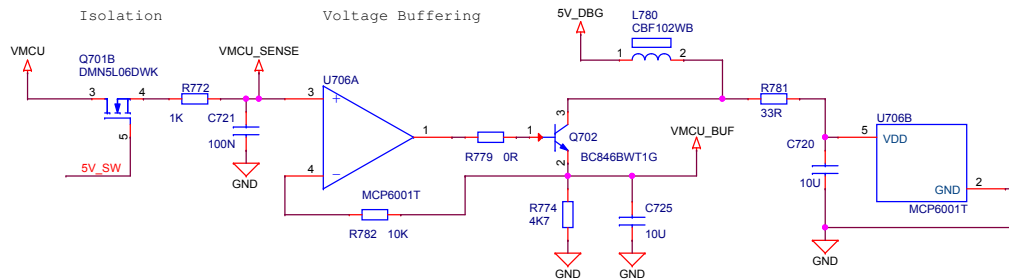 Isolation
Voltage Buffering
5V_DBG
L780
CBF102WB
1
2
VMCU
Q701B
DMN5L06DWK
VMCU_SENSE
U706A
3
4
R772
1K
C721
100N
5
5V_SW
GND
3
+
4
−
1
MCP6001T
R779
0R
R782
10K
1
3
2
Q702
BC846BWT1G
VMCU_BUF
R774
4K7
C725
10U
GND
GND
R781
33R
C720
10U
GND
U706B
5
VDD
GND
2
MCP6001T